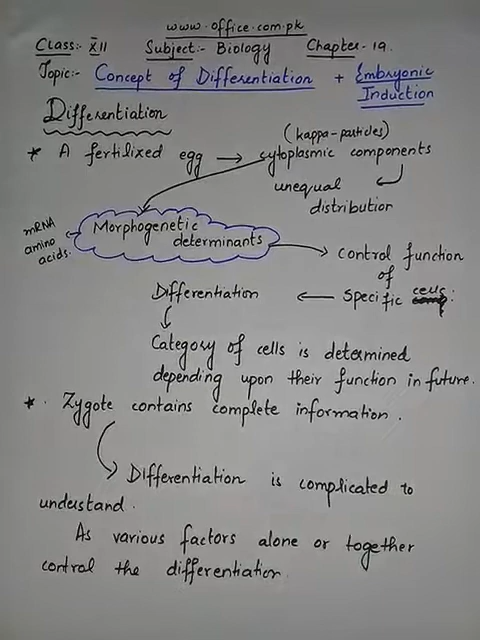 www.office.com.pk
Class:- XII Subject:- Biology Chapter-19.
Topic:- Concept of Differentiation + Embryonic
Induction
Differentiation
(kappa-particles)
* A fertilized egg → cytoplasmic components
unequal
distribution
Morphogenetic
determinants
mRNA
amino
acids.
control function
of
specific cells:
Differentiation ←
Category of cells is determined
depending upon their function in future.
* . Zygote contains complete information.
Differentiation is complicated to
understand.
As various factors alone or together
control the differentiation.